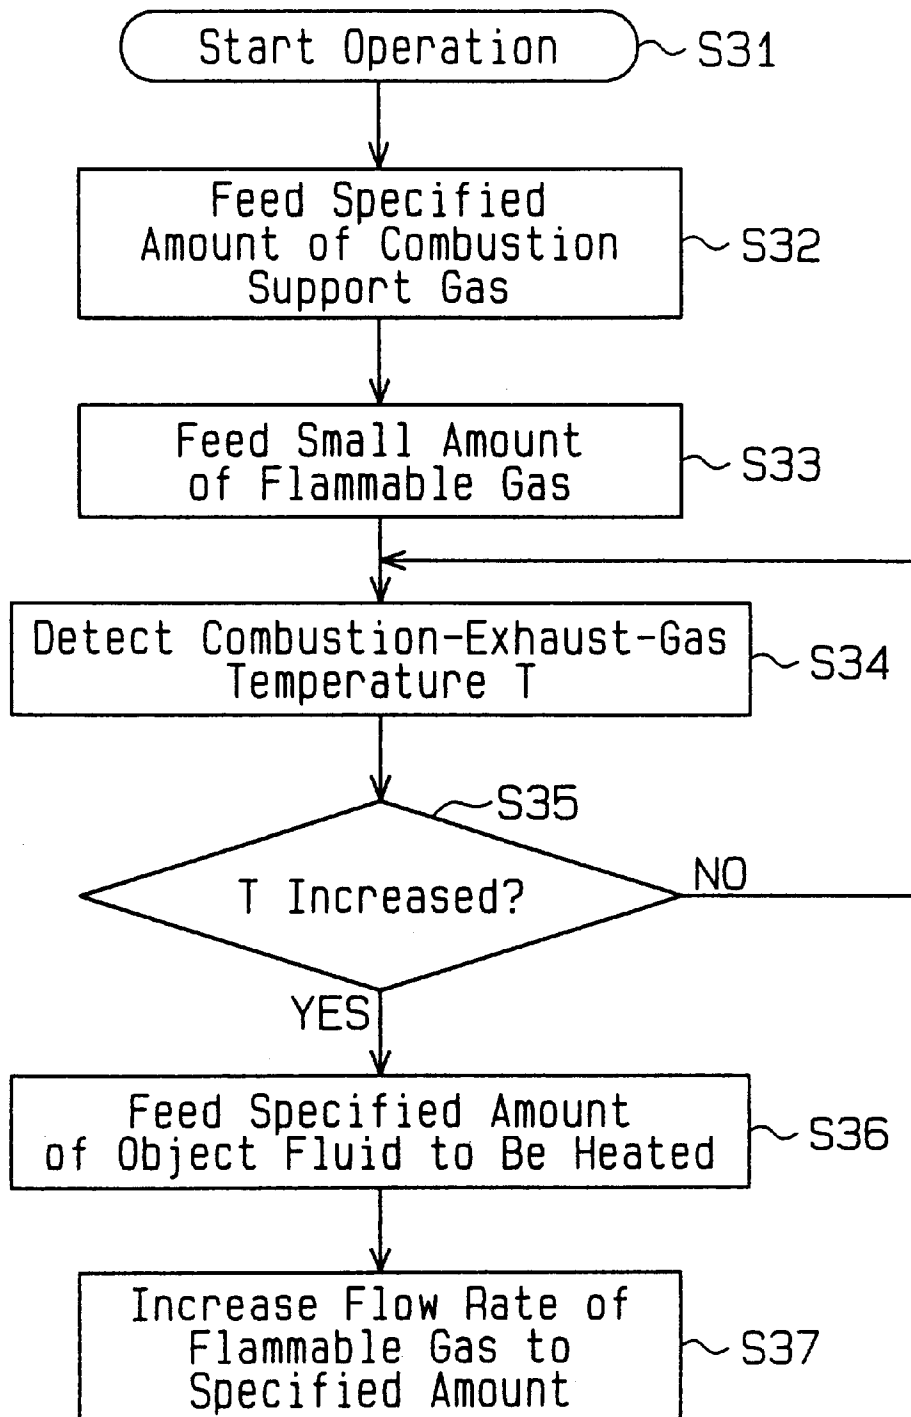 Start Operation
S31
Feed Specified
Amount of Combustion
Support Gas
S32
Feed Small Amount
of Flammable Gas
S33
Detect Combustion-Exhaust-Gas
Temperature T
S34
S35
T Increased?
NO
YES
Feed Specified Amount
of Object Fluid to Be Heated
S36
Increase Flow Rate of
Flammable Gas to
Specified Amount
S37